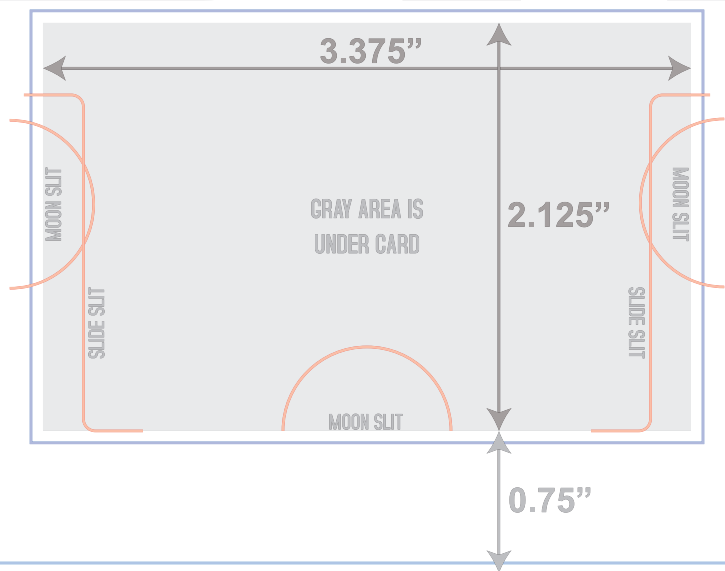 3.375”
MOON SLIT
MOON SLIT
GRAY AREA IS
UNDER CARD
2.125”
SLIDE SLIT
SLIDE SLIT
MOON SLIT
0.75”